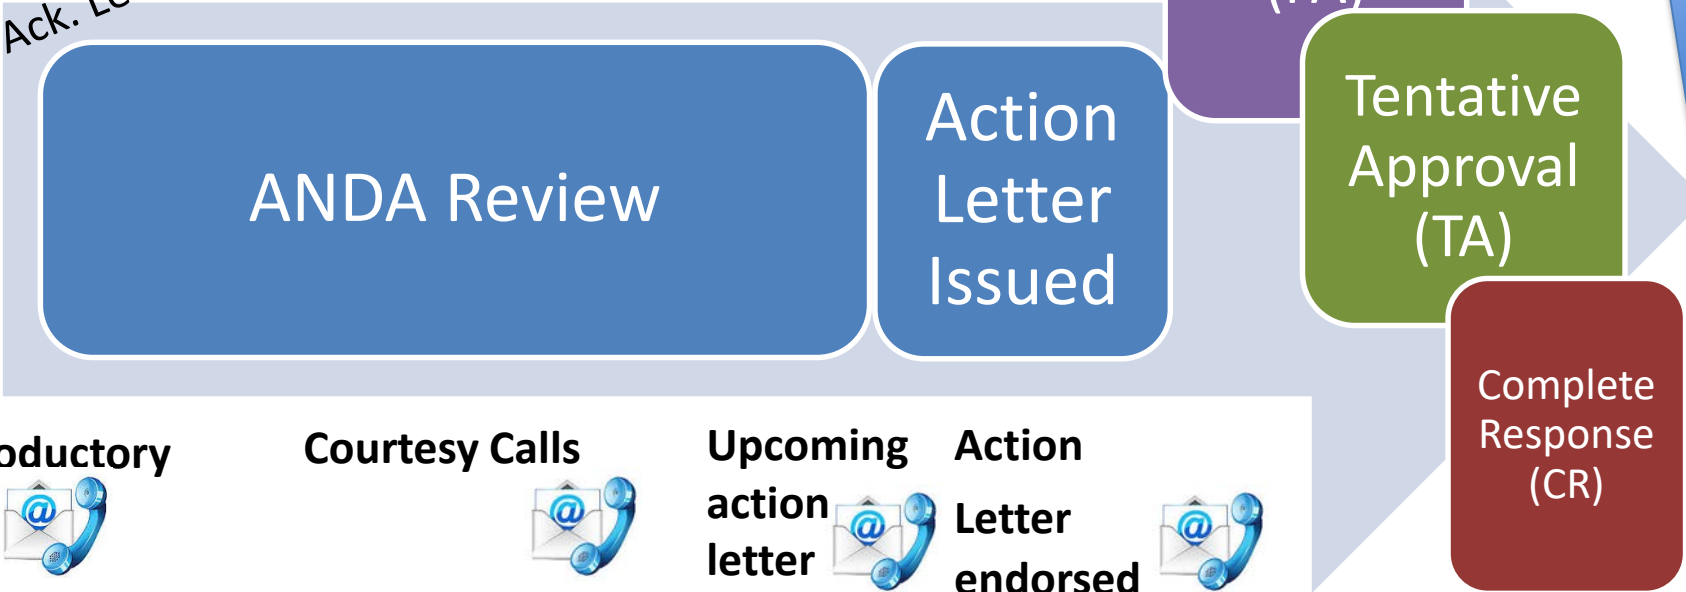 Ack.
ANDA Review
Action
Letter
Issued
Tentative
Approval
(TA)
Complete
Response
(CR)
Courtesy Calls
Upcoming
action
letter
Action
Letter
endorsed